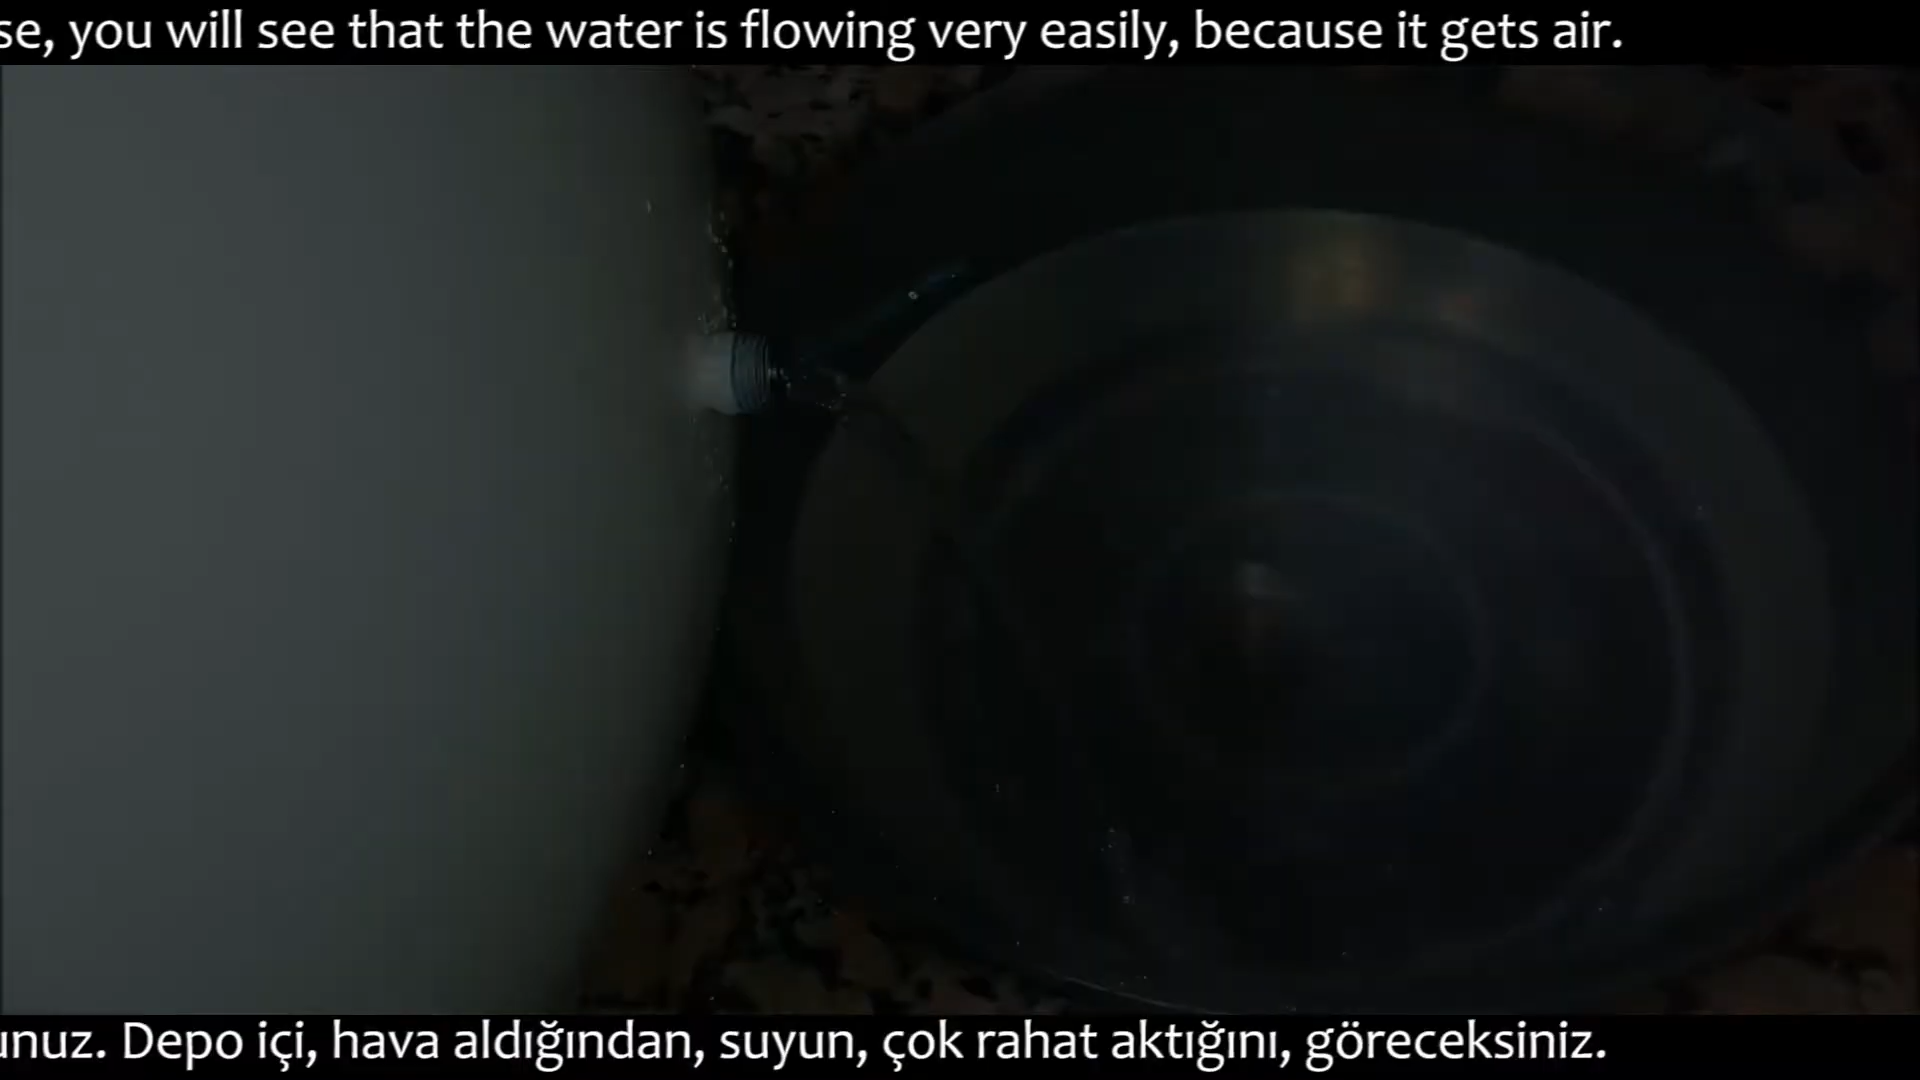 se, you will see that the water is flowing very easily, because it gets air.
unuz. Depo içi, hava aldığından, suyun, çok rahat aktığını, göreceksiniz.